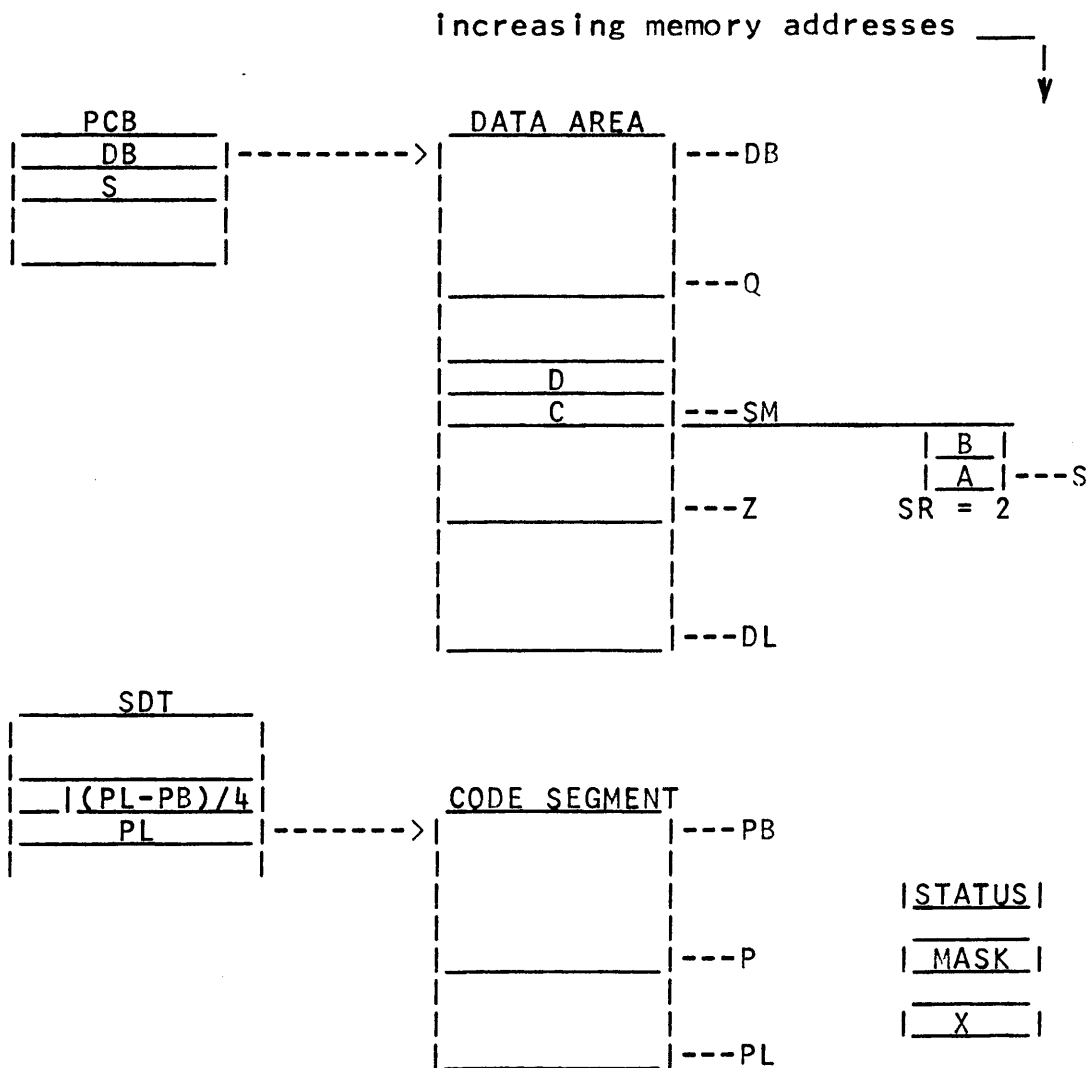 increasing memory addresses
PCB
DATA AREA
DB
---DB
S
---Q
D
C
---SM
B
A
---S
---Z
SR = 2
---DL
SDT
(PL-PB)/4
CODE SEGMENT
PL
---PB
STATUS
---P
MASK
X
---PL